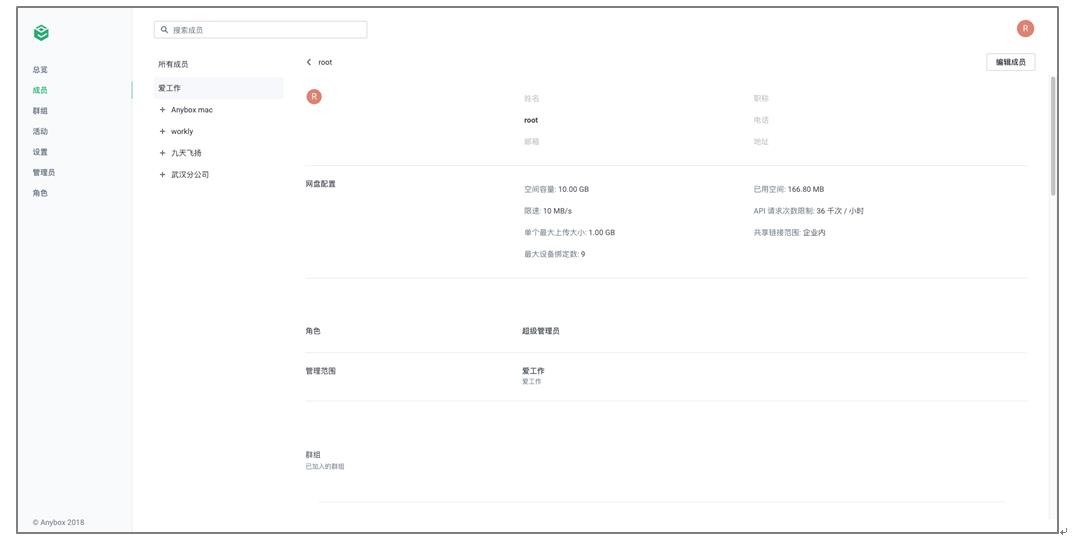 搜索成员
R
总览
成员
群组
活动
设置
管理员
角色
所有成员
爱工作
+ Anybox mac
+ workly
+ 九天飞扬
+ 武汉分公司
root
编辑成员
R
姓名
职称
root
电话
邮箱
地址
网盘配置
空间容量: 10.00 GB
已用空间: 166.80 MB
限速: 10 MB/s
API 请求次数限制: 36 千次 / 小时
单个最大上传大小: 1.00 GB
共享链接范围: 企业内
最大设备绑定数: 9
角色
超级管理员
管理范围
爱工作
爱工作
群组
已加入的群组
© Anybox 2018